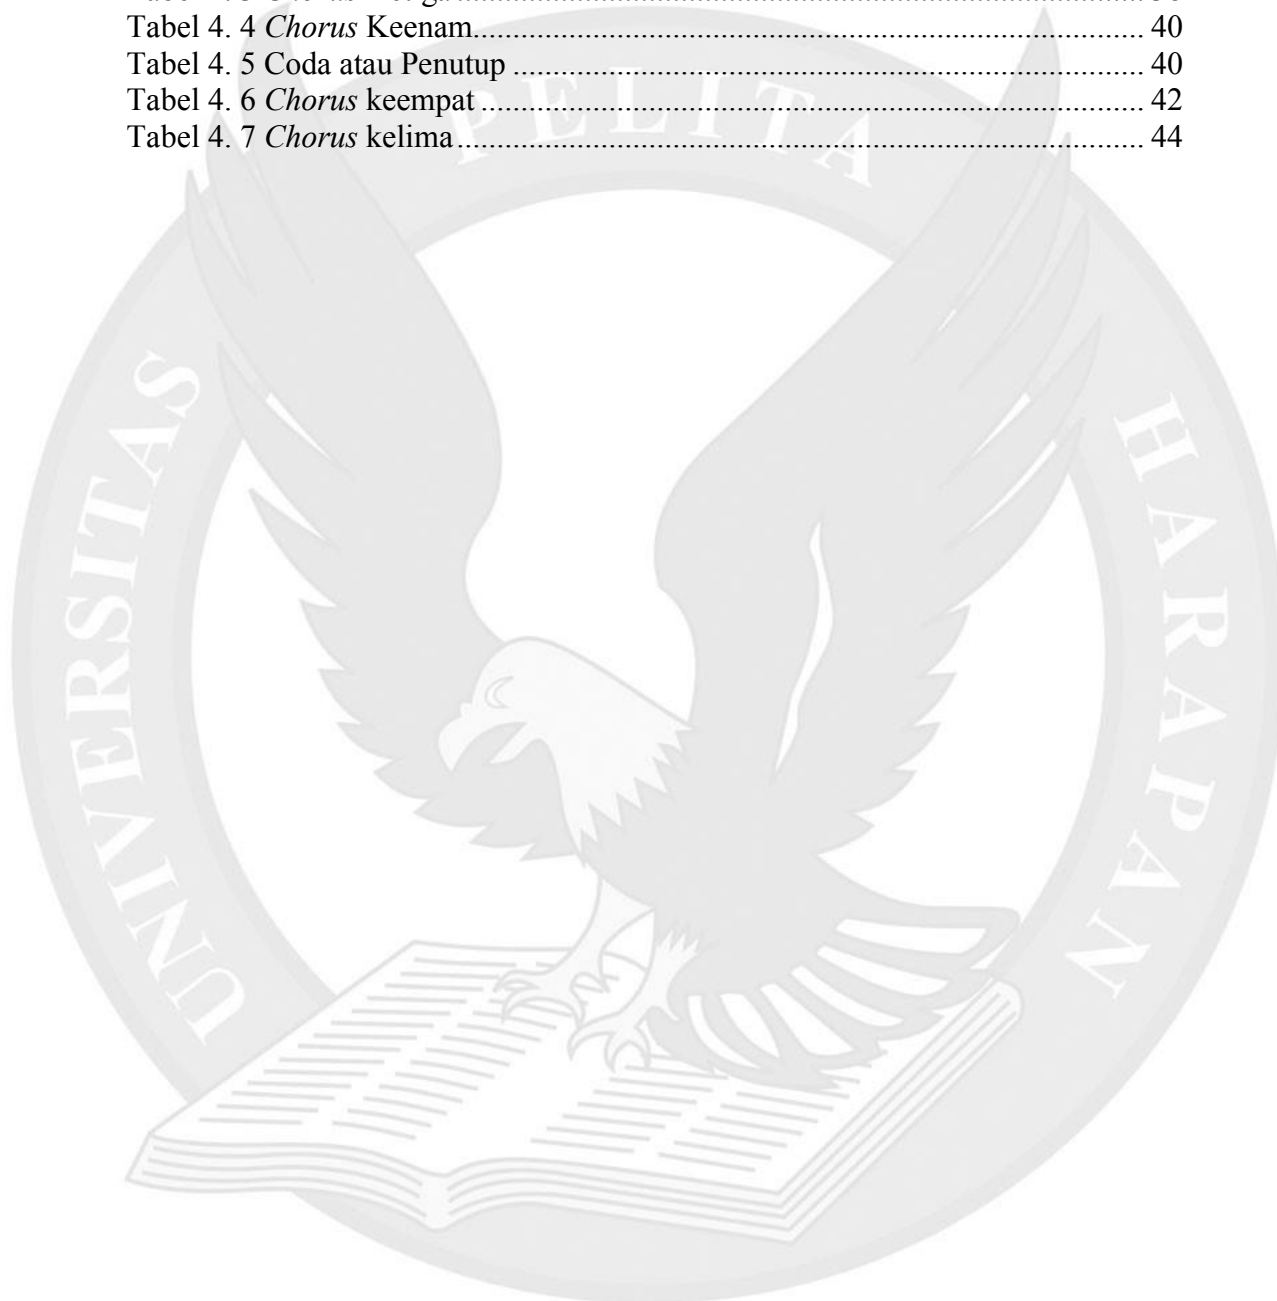 Tabel 4. 4 Chorus Keenam.................................................................................... 40
Tabel 4. 5 Coda atau Penutup ............................................................................... 40
Tabel 4. 6 Chorus keempat ................................................................................... 42
Tabel 4. 7 Chorus kelima...................................................................................... 44
UNIVERSITAS PELITA HARAPAN